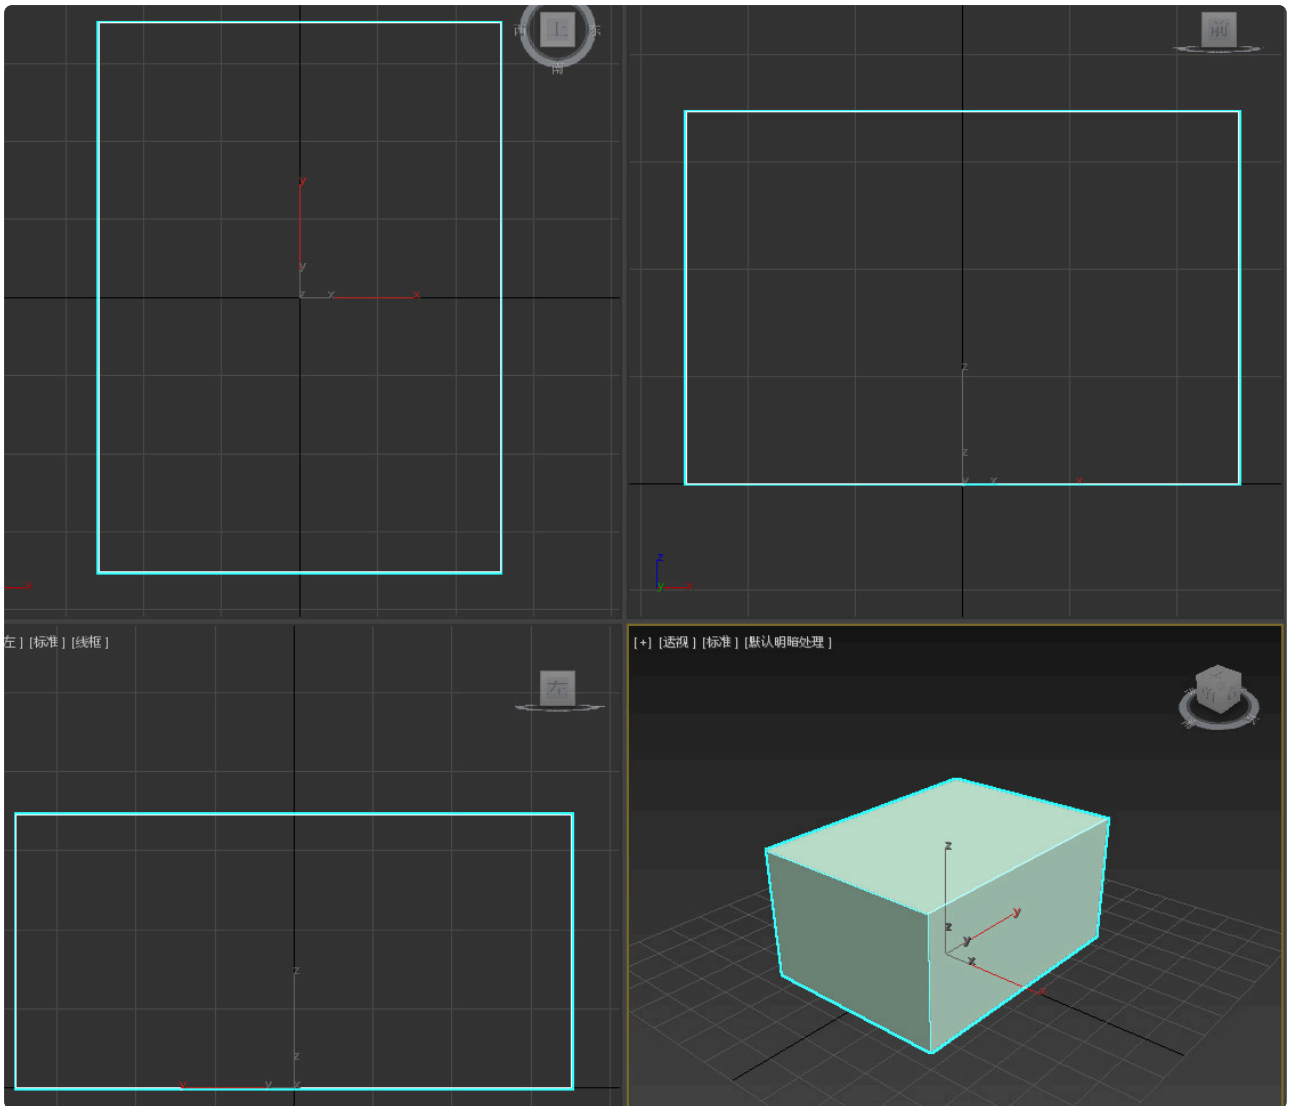 西 上 东
南
前
y
y
z x x
z
z
y x x
z
y x
左 ] [标准 ] [线框 ]
左
z
z
y y x
[+] [透视 ] [标准 ] [默认明暗处理 ]
z
y
z
y
x
x